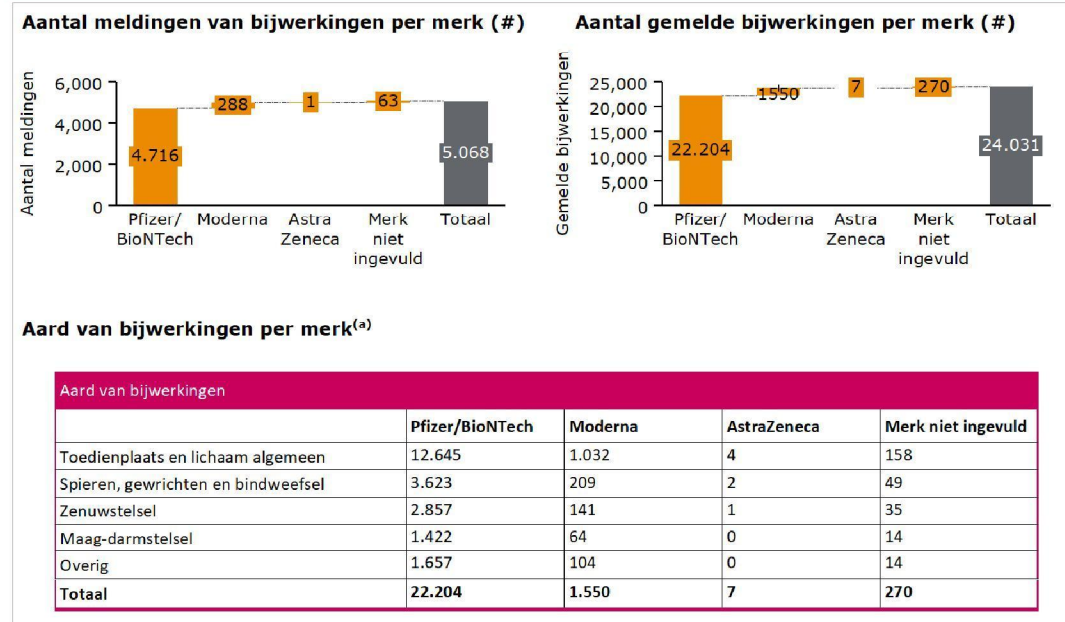 Aantal meldingen van bijwerkingen per merk (#)
Aantal meldingen
6,000
4,000
2,000
0
4.716
288
1
63
5.068
Pfizer/ Moderna Astra Merk Totaal
BioNTech Zeneca niet
ingevuld
Aantal gemelde bijwerkingen per merk (#)
Gemelde bijwerkingen
25,000
20,000
15,000
10,000
5,000
0
22.204
1550
7
270
24.031
Pfizer/ Moderna Astra Merk Totaal
BioNTech Zeneca niet
ingevuld
Aard van bijwerkingen per merk(a)
Aard van bijwerkingen
Pfizer/BioNTech Moderna AstraZeneca Merk niet ingevuld
Toedienplaats en lichaam algemeen 12.645 1.032 4 158
Spieren, gewrichten en bindweefsel 3.623 209 2 49
Zenuwstelsel 2.857 141 1 35
Maag-darmstelsel 1.422 64 0 14
Overig 1.657 104 0 14
Totaal 22.204 1.550 7 270